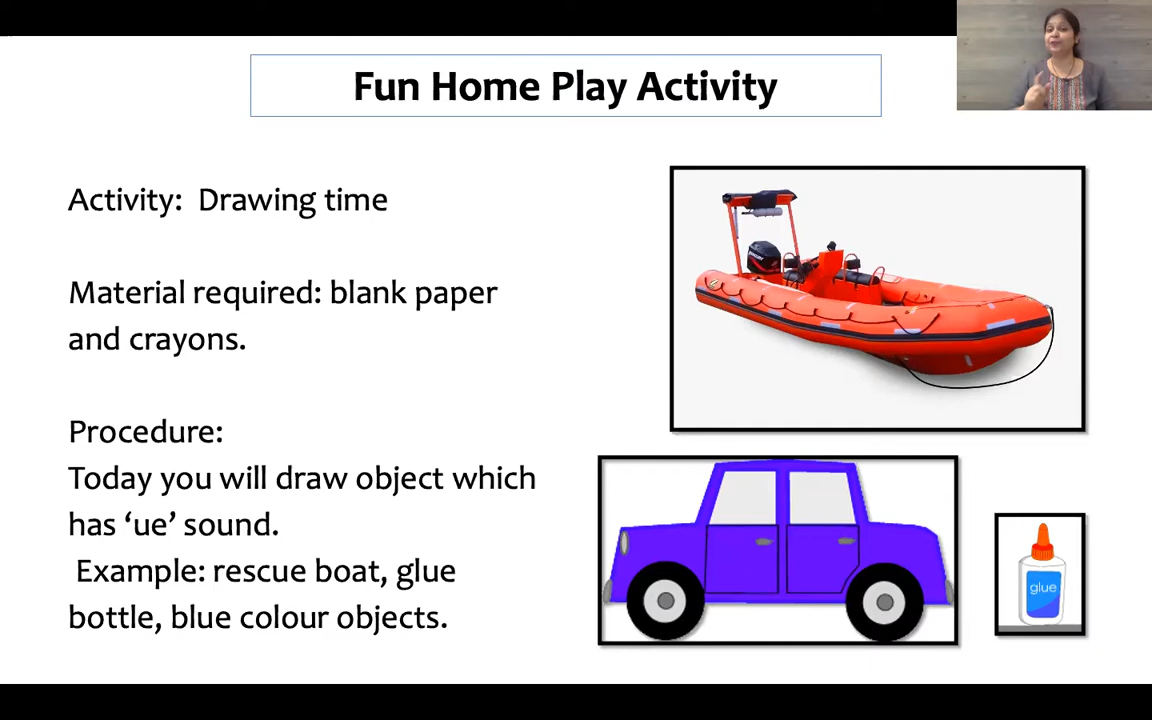 Fun Home Play Activity
Activity:  Drawing time
Material required: blank paper
and crayons.
Procedure:
Today you will draw object which
has ‘ue’ sound.
Example: rescue boat, glue
bottle, blue colour objects.
glue